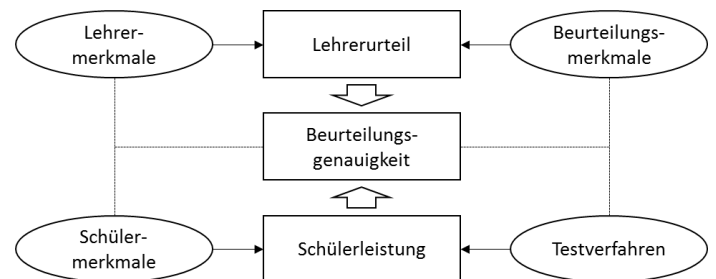 Lehrer-
merkmale
Lehrerurteil
Beurteilungs-
merkmale
Beurteilungs-
genauigkeit
Schüler-
merkmale
Schülerleistung
Testverfahren